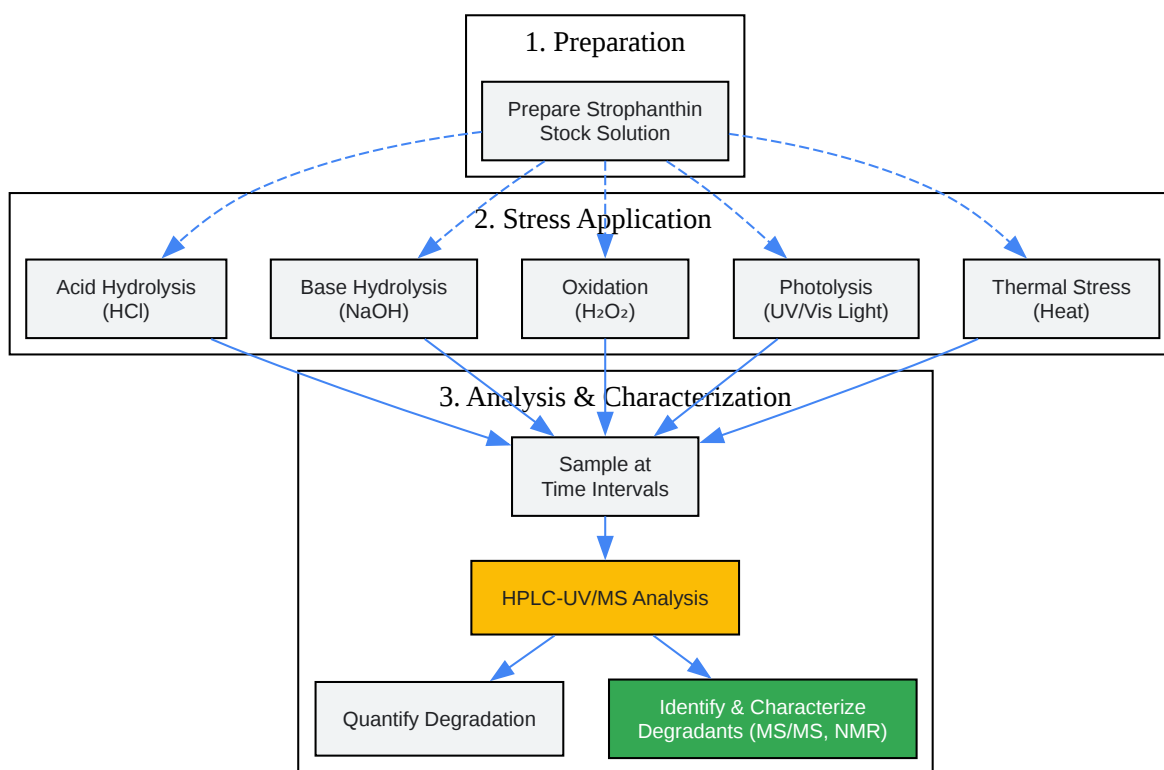 1. Preparation
Prepare Strophanthin
Stock Solution
2. Stress Application
Acid Hydrolysis
(HCl)
Base Hydrolysis
(NaOH)
Oxidation
(H₂O₂)
Photolysis
(UV/Vis Light)
Thermal Stress
(Heat)
3. Analysis & Characterization
Sample at
Time Intervals
HPLC-UV/MS Analysis
Quantify Degradation
Identify & Characterize
Degradants (MS/MS, NMR)